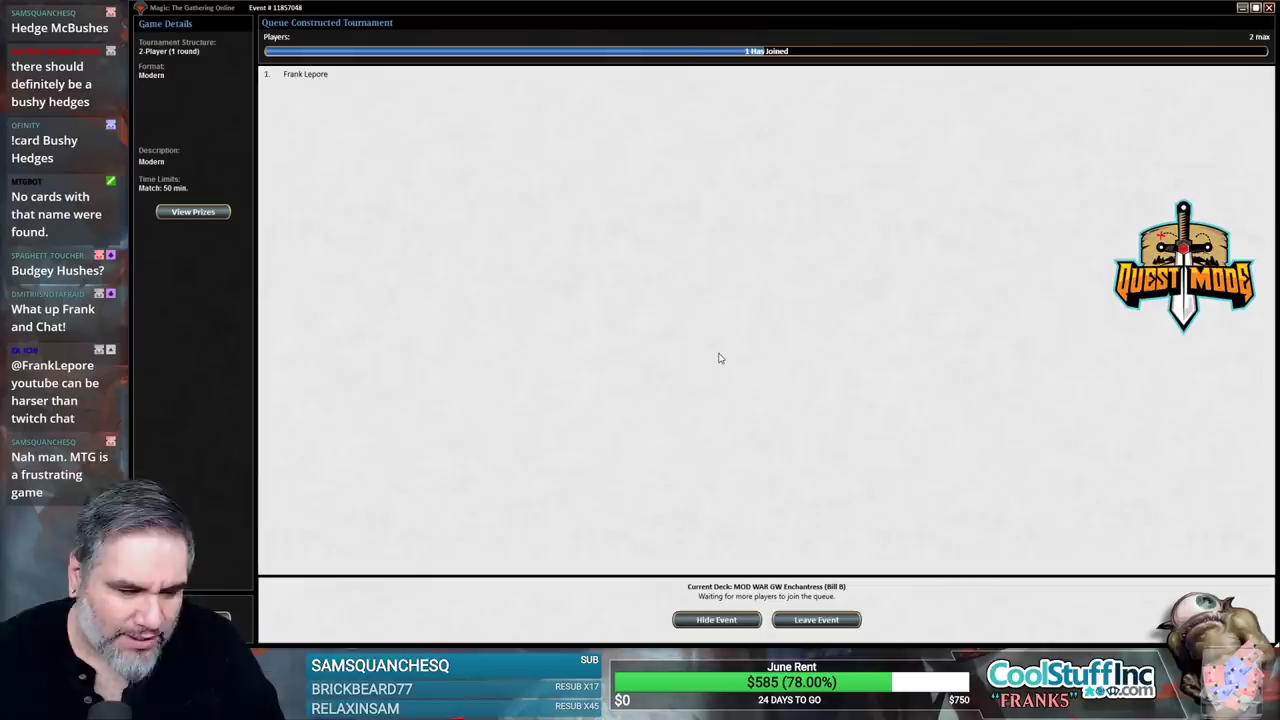 SAMSQUANCHESQ
Hedge McBushes
there should
definitely be a
bushy hedges
OFINITY
!card Bushy
Hedges
MTGBOT
No cards with
that name were
found.
SPAGHETT_TOUCHER
Budgey Hushes?
DMITRIISNOTAFRAID
What up Frank
and Chat!
@FrankLepore
youtube can be
harser than
twitch chat
SAMSQUANCHESQ
Nah man. MTG is
a frustrating
game
Magic: The Gathering Online Event # 11857048
Game Details
Tournament Structure:
2-Player (1 round)
Format:
Modern
Description:
Modern
Time Limits:
Match: 50 min.
View Prizes
Queue Constructed Tournament
Players: 2 max
1 Has Joined
1. Frank Lepore
QUEST MODE
Current Deck: MOD WAR GW Enchantress (Bill B)
Waiting for more players to join the queue.
Hide Event Leave Event
SAMSQUANCHESQ SUB
BRICKBEARD77 RESUB X17
RELAXINSAM RESUB X45
June Rent
$585 (78.00%)
$0 24 DAYS TO GO $750
CoolStuffInc
.com
"FRANK5"